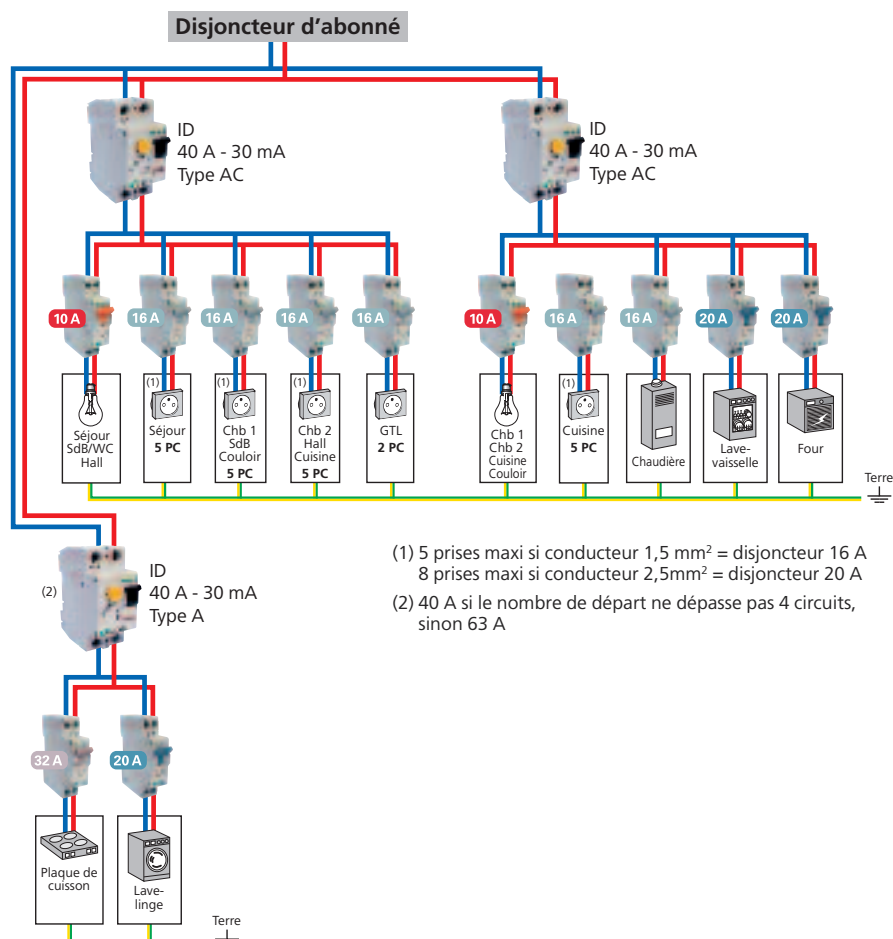 Disjoncteur d'abonné
ID
40 A - 30 mA
Type AC
ID
40 A - 30 mA
Type AC
10 A
16 A
16 A
16 A
16 A
10 A
16 A
16 A
20 A
20 A
Séjour
SdB/WC
Hall
(1)
Séjour
5 PC
(1)
Chb 1
SdB
Couloir
5 PC
(1)
Chb 2
Hall
Cuisine
5 PC
GTL
2 PC
Chb 1
Chb 2
Cuisine
Couloir
(1)
Cuisine
5 PC
Chaudière
Lave-
vaisselle
Four
Terre
(2)
ID
40 A - 30 mA
Type A
(1) 5 prises maxi si conducteur 1,5 mm² = disjoncteur 16 A
8 prises maxi si conducteur 2,5mm² = disjoncteur 20 A
(2) 40 A si le nombre de départ ne dépasse pas 4 circuits,
sinon 63 A
32 A
20 A
Plaque de
cuisson
Lave-
linge
Terre